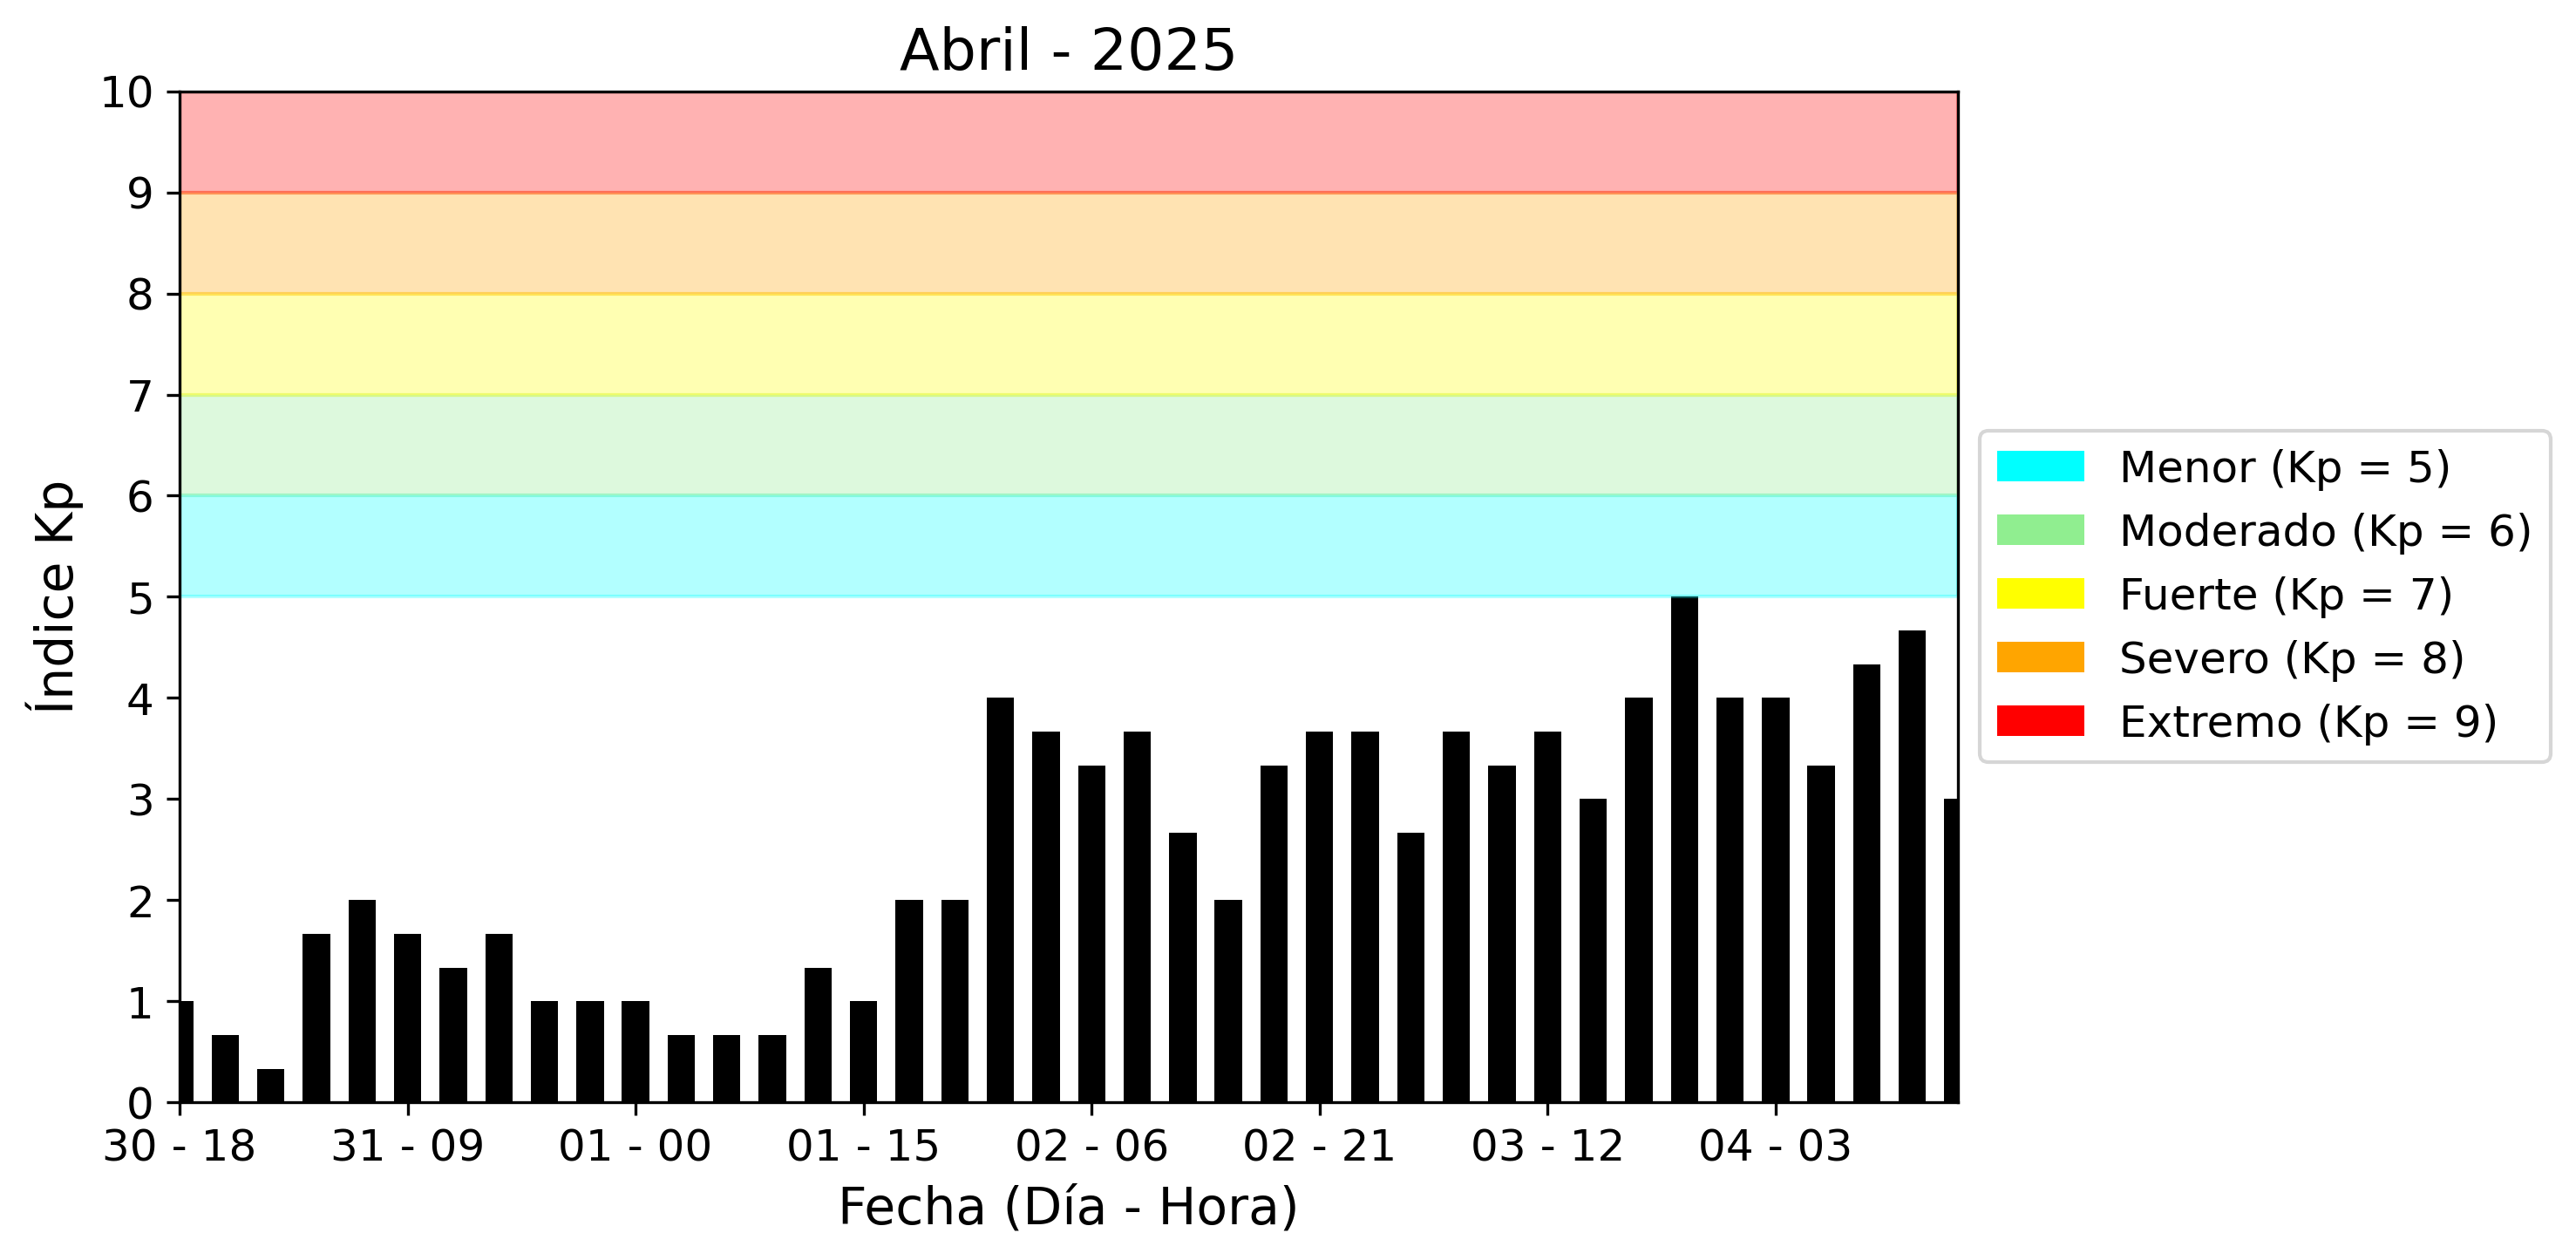 Abril - 2025
10
9
8
7
6
5
4
3
2
1
0
Índice Kp
30 - 18
31 - 09
01 - 00
01 - 15
02 - 06
02 - 21
03 - 12
04 - 03
Fecha (Día - Hora)
Menor (Kp = 5)
Moderado (Kp = 6)
Fuerte (Kp = 7)
Severo (Kp = 8)
Extremo (Kp = 9)